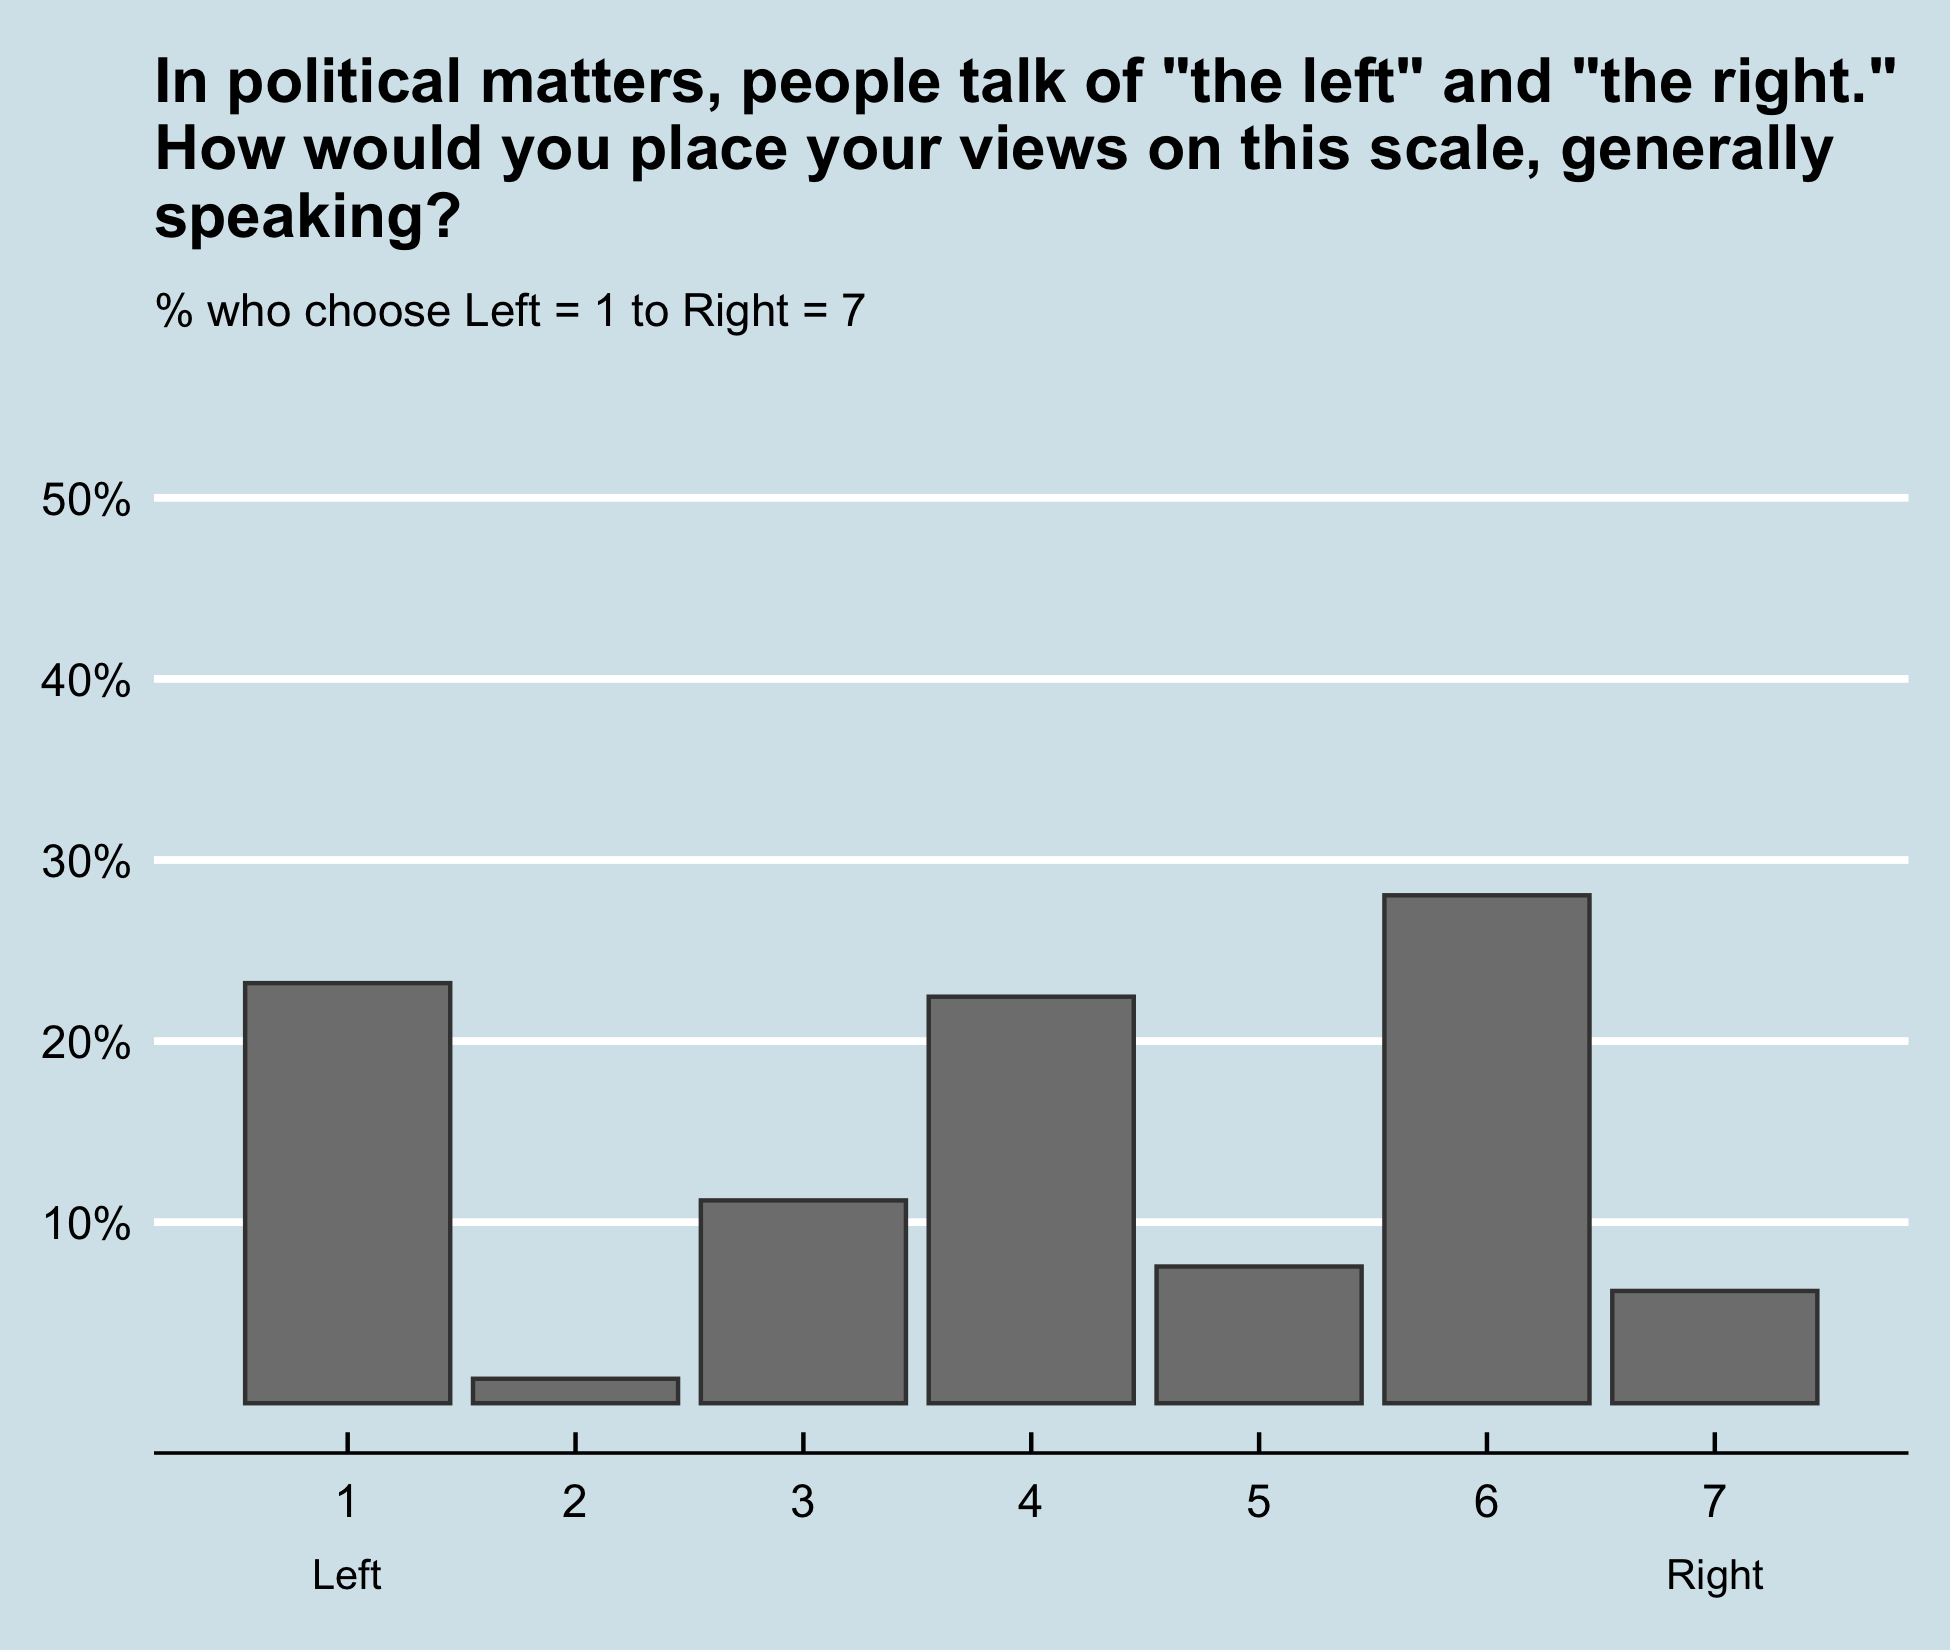 In political matters, people talk of "the left" and "the right."
How would you place your views on this scale, generally
speaking?
% who choose Left = 1 to Right = 7
50%
40%
30%
20%
10%
1 2 3 4 5 6 7
Left Right